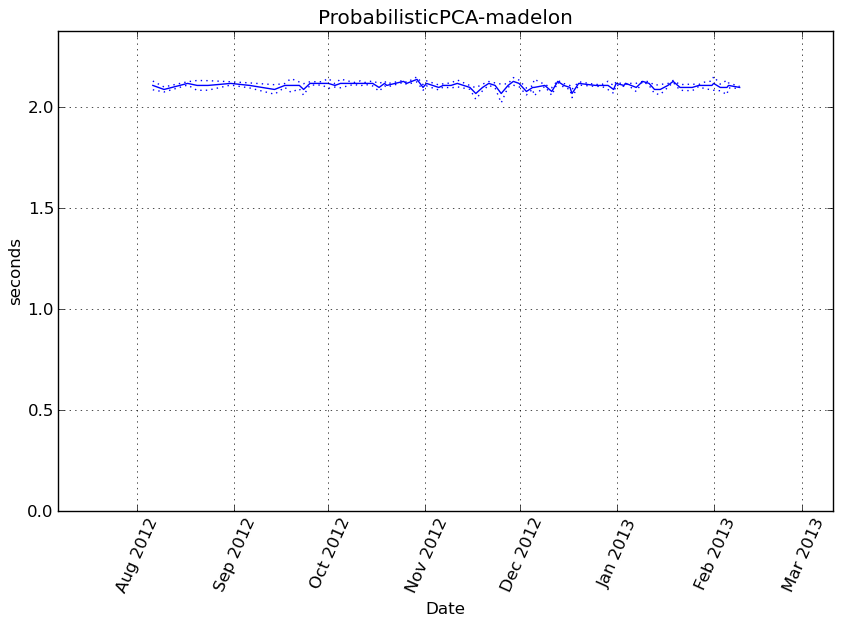 ProbabilisticPCA-madelon
2.0
1.5
1.0
0.5
0.0
seconds
Aug 2012
Sep 2012
Oct 2012
Nov 2012
Dec 2012
Jan 2013
Feb 2013
Mar 2013
Date